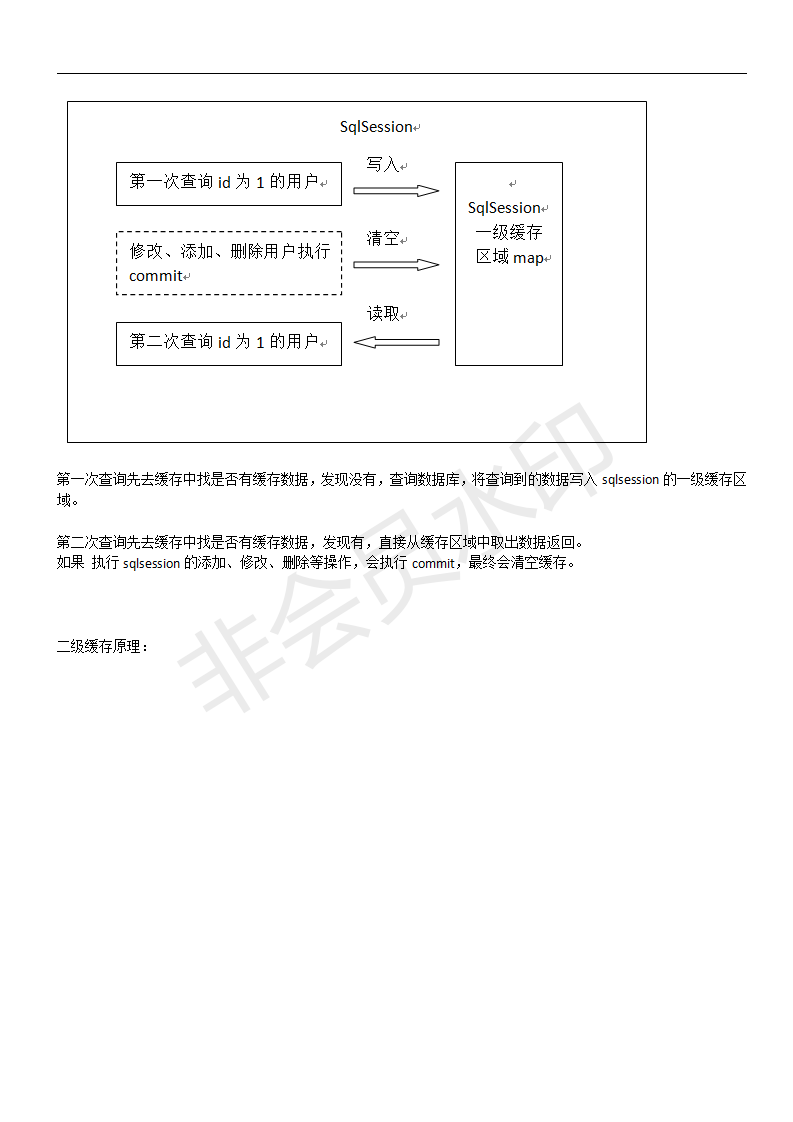 SqlSession
写入
第一次查询 id 为 1 的用户
SqlSession
一级缓存
区域 map
清空
修改、添加、删除用户执行
commit
读取
第二次查询 id 为 1 的用户
第一次查询先去缓存中找是否有缓存数据，发现没有，查询数据库，将查询到的数据写入 sqlsession 的一级缓存区
域。
第二次查询先去缓存中找是否有缓存数据，发现有，直接从缓存区域中取出数据返回。
如果 执行 sqlsession 的添加、修改、删除等操作，会执行 commit，最终会清空缓存。
二级缓存原理：
非会员水印